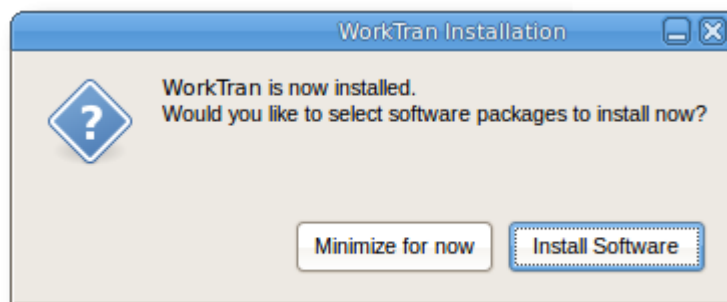 WorkTran Installation
WorkTran is now installed.
Would you like to select software packages to install now?
Minimize for now
Install Software